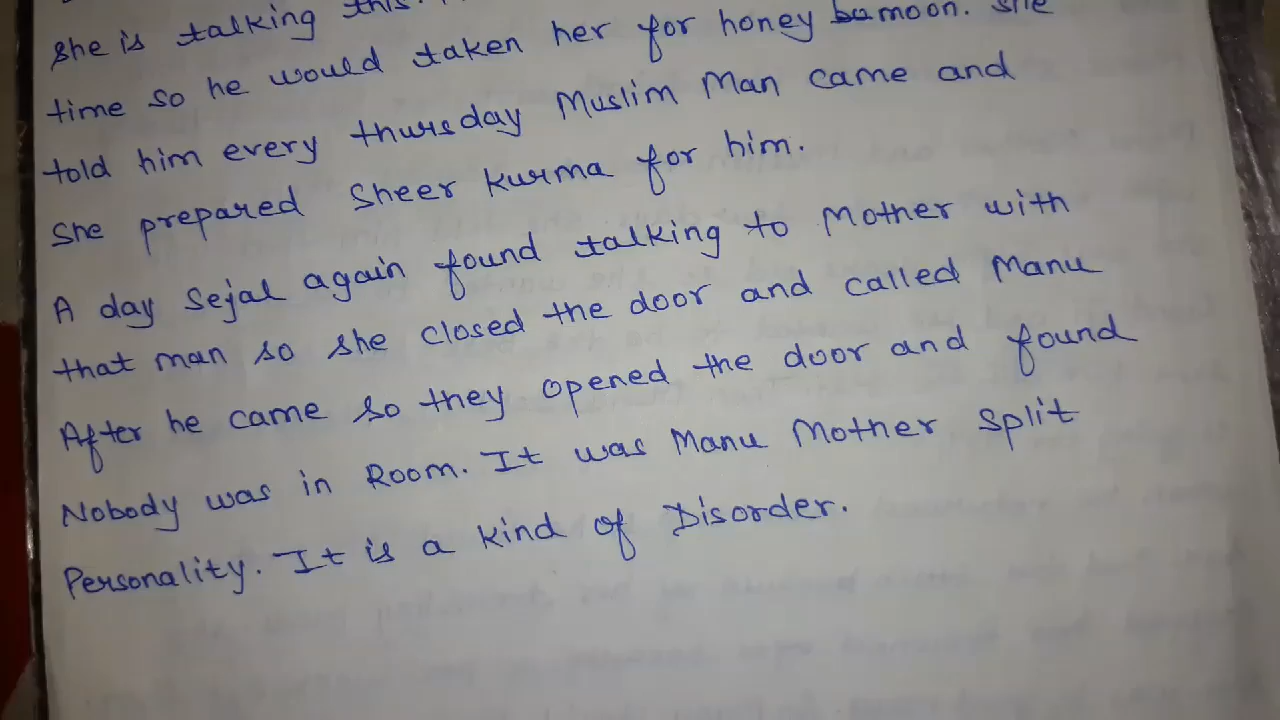 she is talking this.
time so he would taken her for honey bamoon. she
told him every thursday Muslim Man came and
she prepared Sheer kurma for him.
A day Sejal again found talking to Mother with
that man so she closed the door and called Manu
After he came so they opened the door and found
Nobody was in Room. It was Manu Mother split
Personality. It is a kind of Disorder.